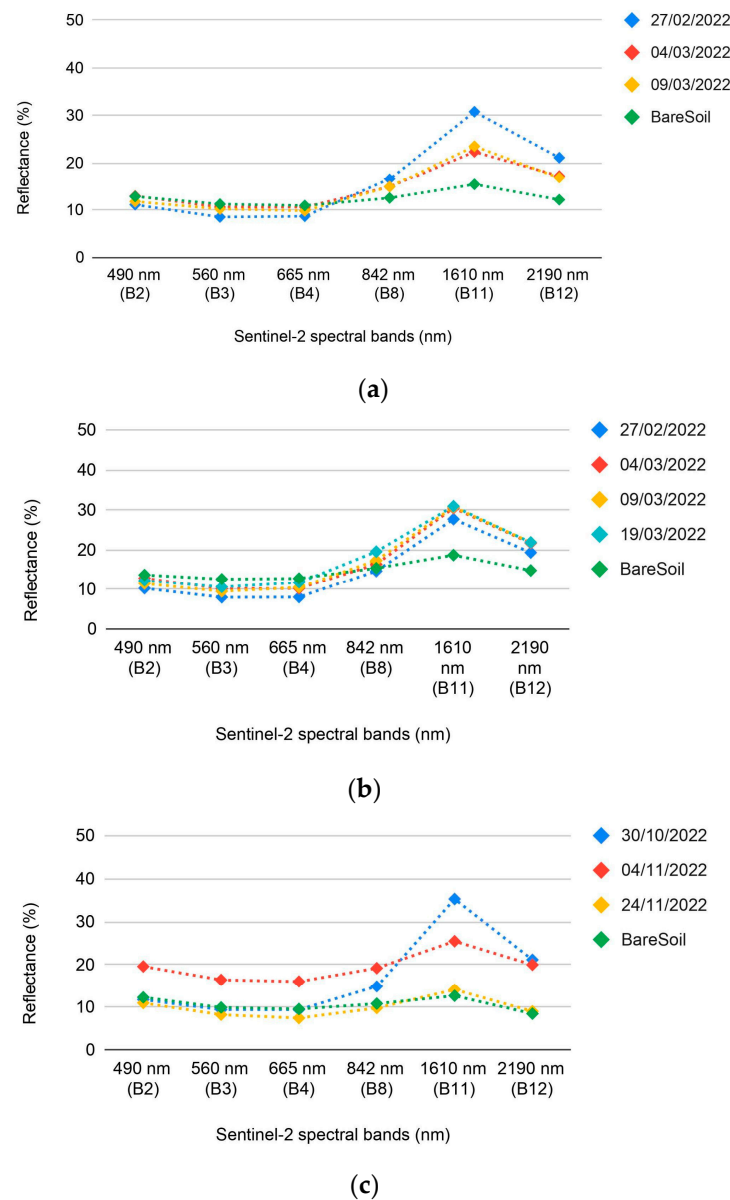 50
40
30
20
10
0
Reflectance (%)
490 nm 560 nm 665 nm 842 nm 1610 nm 2190 nm
(B2) (B3) (B4) (B8) (B11) (B12)
Sentinel-2 spectral bands (nm)
27/02/2022
04/03/2022
09/03/2022
BareSoil
(a)
50
40
30
20
10
0
Reflectance (%)
490 nm 560 nm 665 nm 842 nm 1610 2190
(B2) (B3) (B4) (B8) nm nm
(B11) (B12)
Sentinel-2 spectral bands (nm)
27/02/2022
04/03/2022
09/03/2022
19/03/2022
BareSoil
(b)
50
40
30
20
10
0
Reflectance (%)
490 nm 560 nm 665 nm 842 nm 1610 nm 2190 nm
(B2) (B3) (B4) (B8) (B11) (B12)
Sentinel-2 spectral bands (nm)
30/10/2022
04/11/2022
24/11/2022
BareSoil
(c)